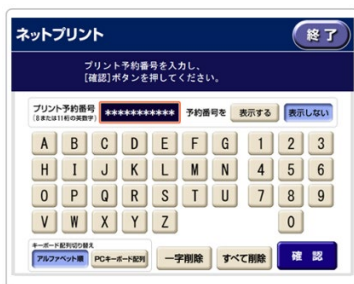 ネットプリント
終了
プリント予約番号を入力し、
[確認]ボタンを押してください。
プリント予約番号
(8または11桁の英数字)
***********
予約番号を
表示する
表示しない
A B C D E F G 1 2 3
H I J K L M N 4 5 6
O P Q R S T U 7 8 9
V W X Y Z 0
キーボード配列切り替え
アルファベット順
PCキーボード配列
一字削除
すべて削除
確 認